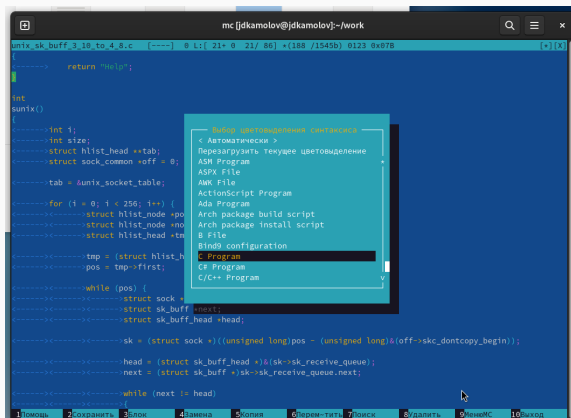 mc [jdkamolov@jdkamolov]:~/work
unix_sk_buff_3_10_to_4_8.c [----] 0 L:[ 21+ 0 21/ 86] *(188 /1545b) 0123 0x07B [*][X]
{
<------> return "Help";
}
int
sunix()
{
<------>int i;
<------>int size;
<------>struct hlist_head **tab;
<------>struct sock_common *off = 0;
<------>tab = &unix_socket_table;
<------>for (i = 0; i < 256; i++) {
<------><------>struct hlist_node *po
<------><------>struct hlist_node *no
<------><------>struct hlist_head *tm
<------><------>tmp = (struct hlist_h
<------><------>pos = tmp->first;
<------><------>while (pos) {
<------><------><------>struct sock *
<------><------><------>struct sk_buff *next;
<------><------><------>struct sk_buff_head *head;
<------><------><------>sk = (struct sock *)((unsigned long)pos - (unsigned long)&(off->skc_dontcopy_begin));
<------><------><------>head = (struct sk_buff_head *)&(sk->sk_receive_queue);
<------><------><------>next = (struct sk_buff *)sk->sk_receive_queue.next;
<------><------><------>while (next != head)
<------><------><------>{
Выбор цветовыделения синтаксиса
< Автоматически >
Перезагрузить текущее цветовыделение
ASM Program
ASPX File
AWK File
ActionScript Program
Ada Program
Arch package build script
Arch package install script
B File
Bind9 configuration
C Program
C# Program
C/C++ Program
1Помощь 2Сохранить 3Блок 4Замена 5Копия 6Перем~тить 7Поиск 8Удалить 9МенюМС 10Выход